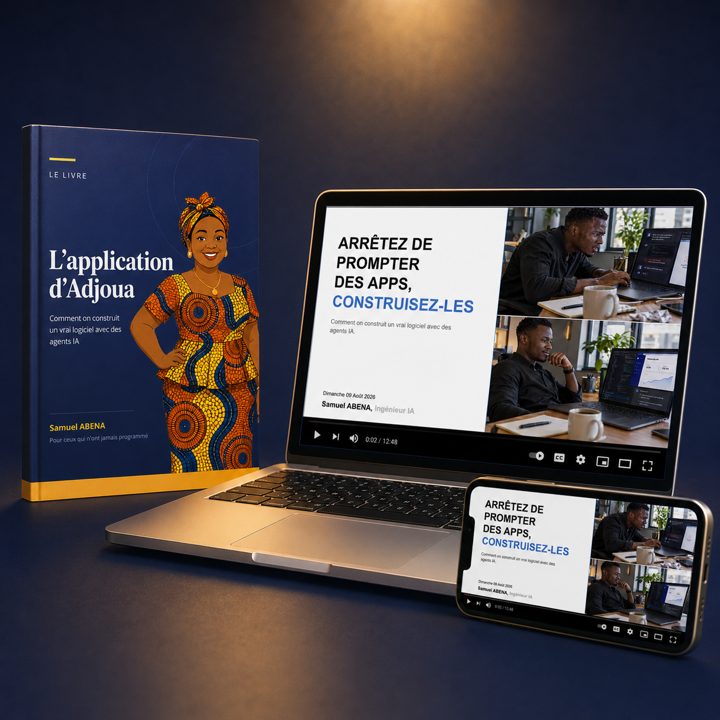 LE LIVRE
L'application
d'Adjoua
Comment on construit
un vrai logiciel avec des
agents IA
Samuel ABENA
Pour ceux qui n'ont jamais programmé
ARRÊTEZ DE
PROMPTER
DES APPS,
CONSTRUISEZ-LES
Comment on construit un vrai logiciel avec des
agents IA.
Dimanche 09 Août 2026
Samuel ABENA, Ingénieur IA
0:02 / 12:48
CC
ARRÊTEZ DE
PROMPTER
DES APPS,
CONSTRUISEZ-LES
Comment on construit un vrai logiciel avec des
agents IA.
Dimanche 09 Août 2026
Samuel ABENA, Ingénieur IA